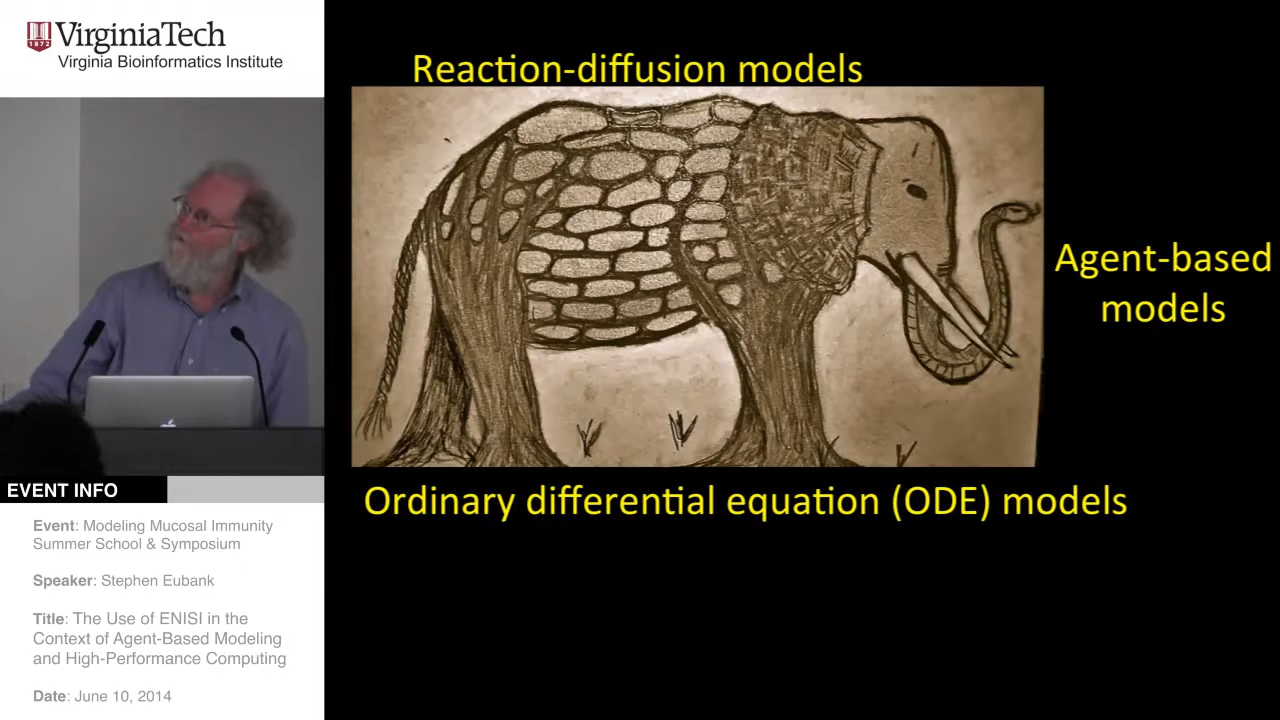 1872
VirginiaTech
Virginia Bioinformatics Institute
Reaction-diffusion models
Agent-based
models
Ordinary differential equation (ODE) models
EVENT INFO
Event: Modeling Mucosal Immunity
Summer School & Symposium
Speaker: Stephen Eubank
Title: The Use of ENISI in the
Context of Agent-Based Modeling
and High-Performance Computing
Date: June 10, 2014